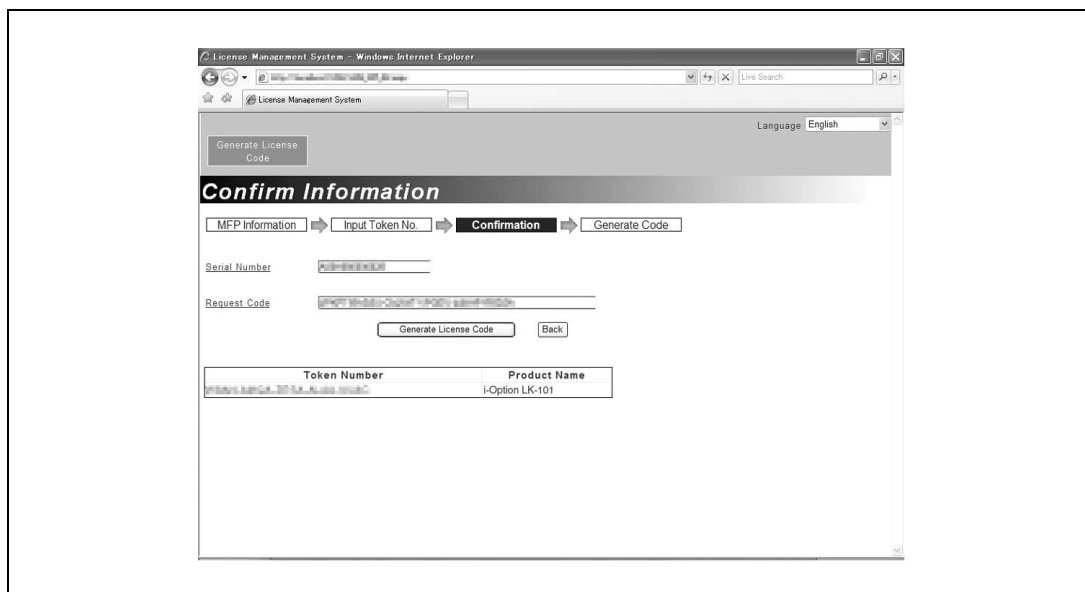 License Management System - Windows Internet Explorer
Live Search
License Management System
Language English
Generate License
Code
Confirm Information
MFP Information Input Token No. Confirmation Generate Code
Serial Number
Request Code
Generate License Code Back
Token Number Product Name
i-Option LK-101